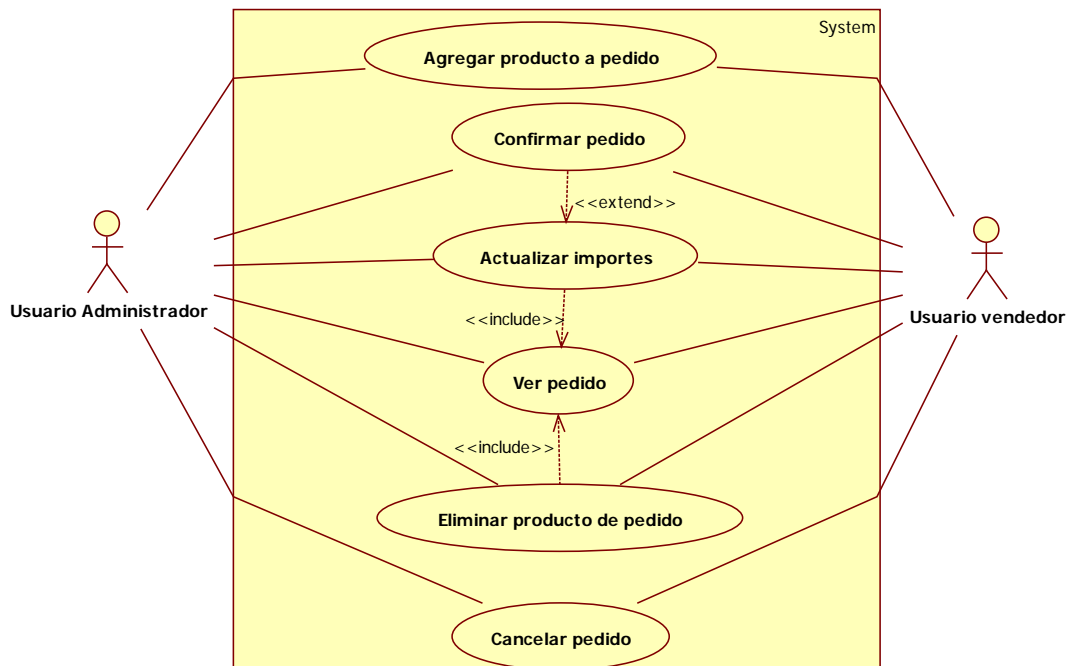 System
Agregar producto a pedido
Confirmar pedido
<<extend>>
Actualizar importes
Usuario Administrador
Usuario vendedor
<<include>>
Ver pedido
<<include>>
Eliminar producto de pedido
Cancelar pedido